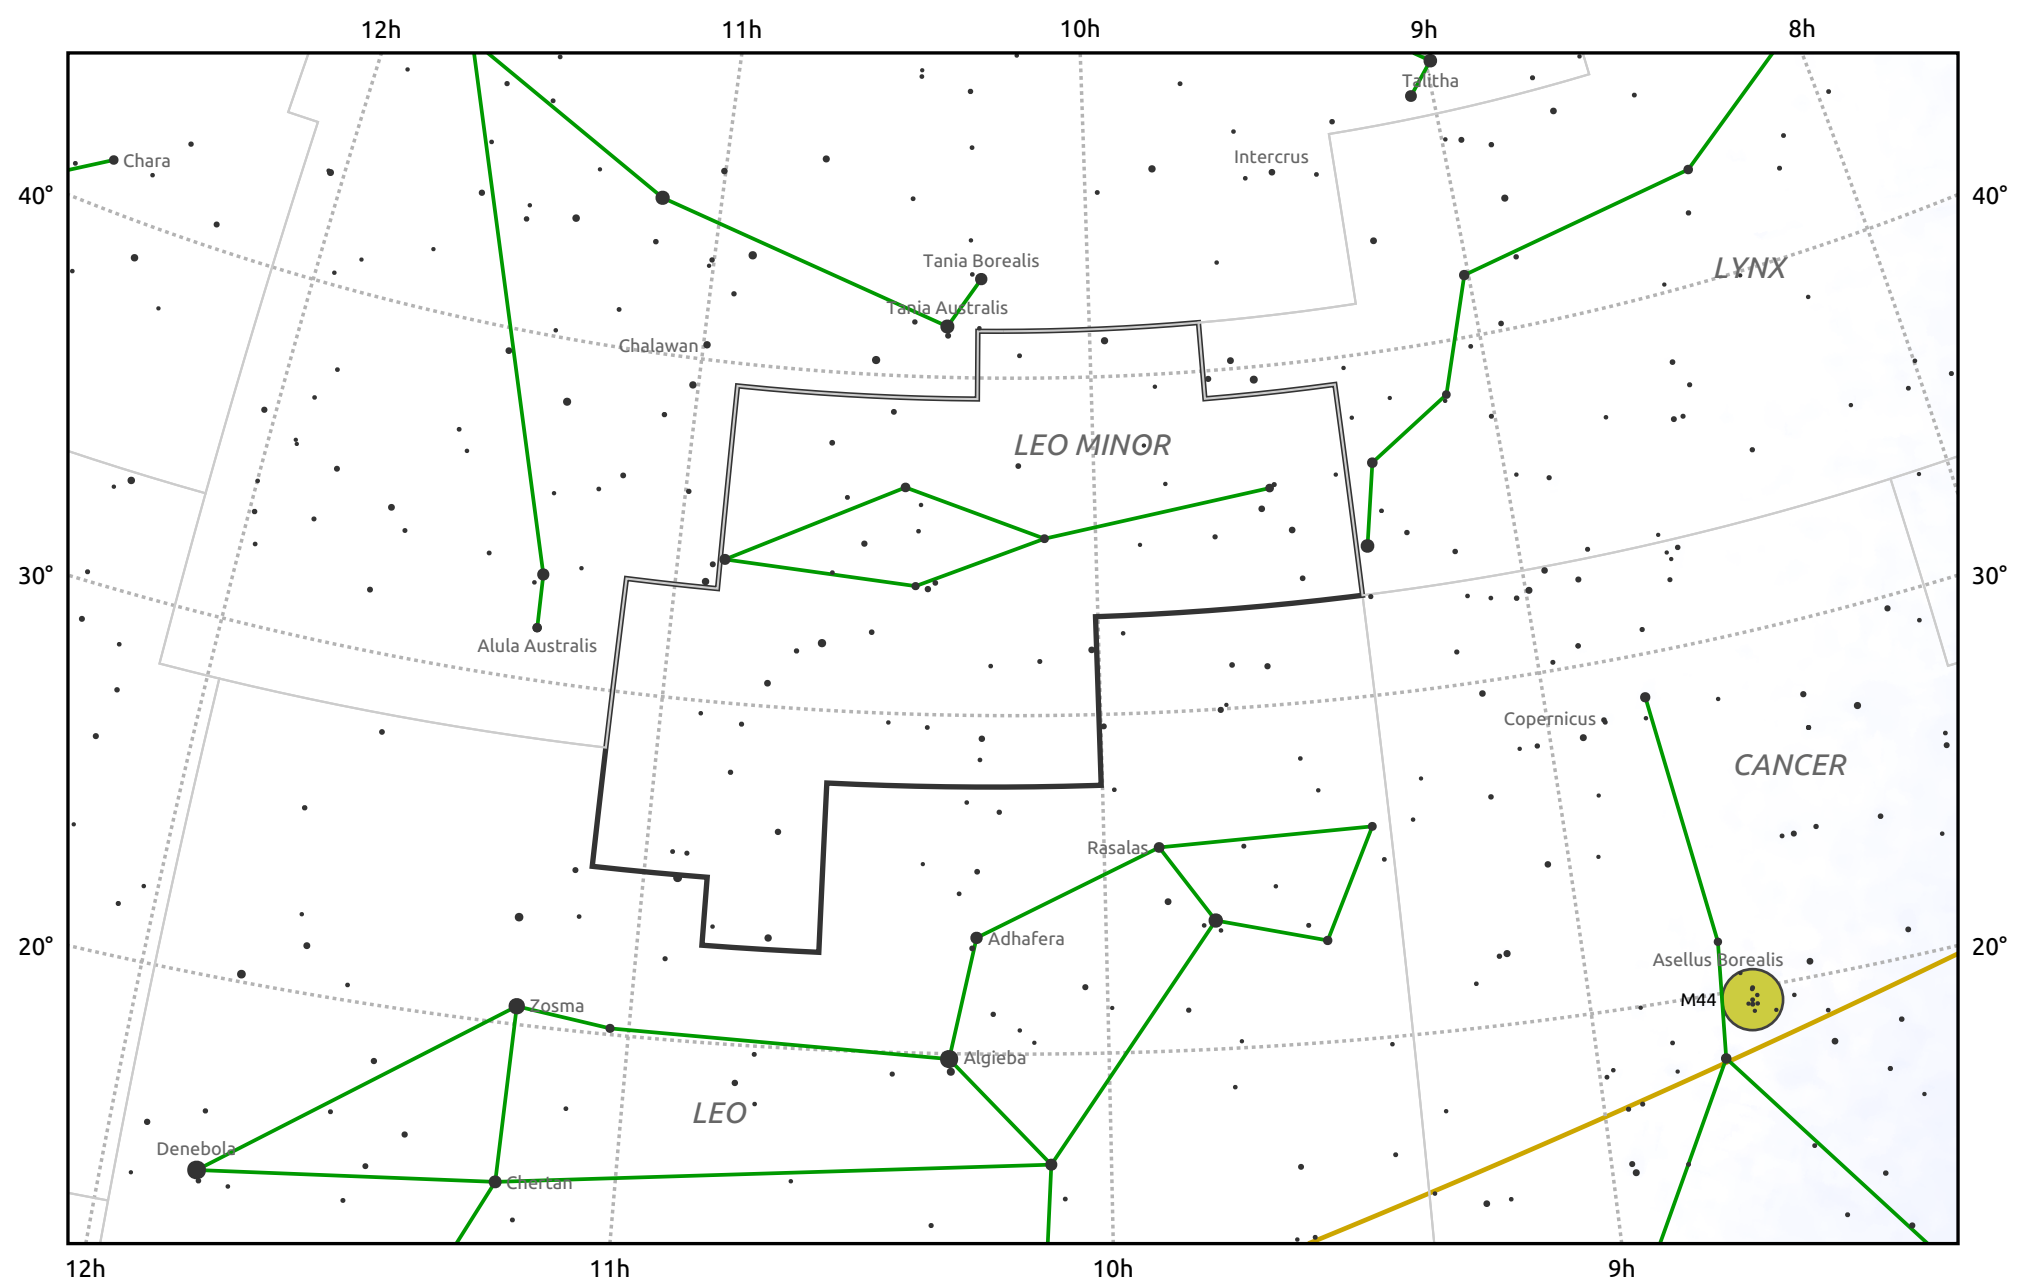 12h 11h 10h 9h 8h
Talitha
Chara
Intercrus
40° 40°
Tania Borealis
LYNX
Tania Australis
Chalawan
LEO MINOR
30° 30°
Alula Australis
Copernicus
CANCER
Rasalas
Adhafera
20° 20°
Asellus Borealis
M44
Zosma
Algieba
LEO
Denebola
Chertan
12h 11h 10h 9h